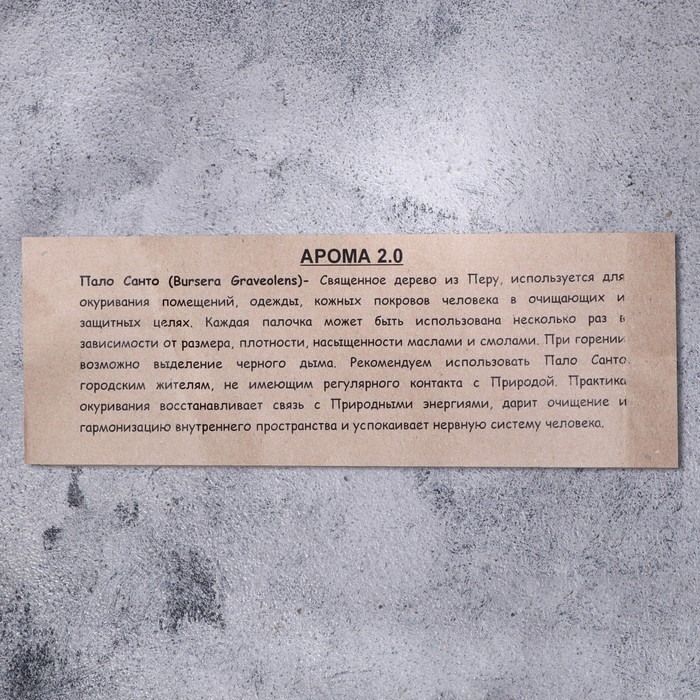 АРОМА 2.0
Пало Санто (Bursera Graveolens)- Священное дерево из Перу, используется для
окуривания помещений, одежды, кожных покровов человека в очищающих и
защитных целях. Каждая палочка может быть использована несколько раз в
зависимости от размера, плотности, насыщенности маслами и смолами. При горении
возможно выделение черного дыма. Рекомендуем использовать Пало Санто
городским жителям, не имеющим регулярного контакта с Природой. Практика
окуривания восстанавливает связь с Природными энергиями, дарит очищение и
гармонизацию внутреннего пространства и успокаивает нервную систему человека.